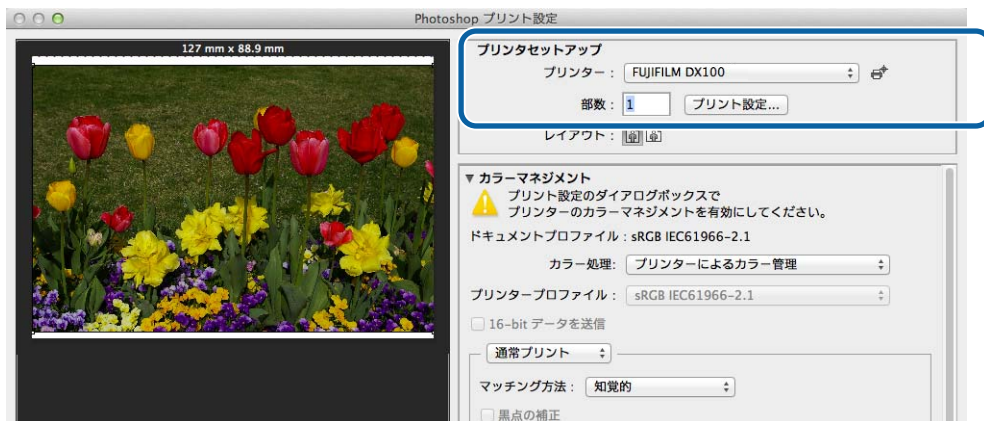 Photoshop プリント設定
127 mm x 88.9 mm
プリンタセットアップ
プリンター： FUJIFILM DX100
部数： 1 プリント設定...
レイアウト：
▼ カラーマネジメント
プリント設定のダイアログボックスで
プリンターのカラーマネジメントを有効にしてください。
ドキュメントプロファイル：sRGB IEC61966-2.1
カラー処理: プリンターによるカラー管理
プリンタープロファイル： sRGB IEC61966-2.1
16-bit データを送信
通常プリント
マッチング方法： 知覚的
黒点の補正